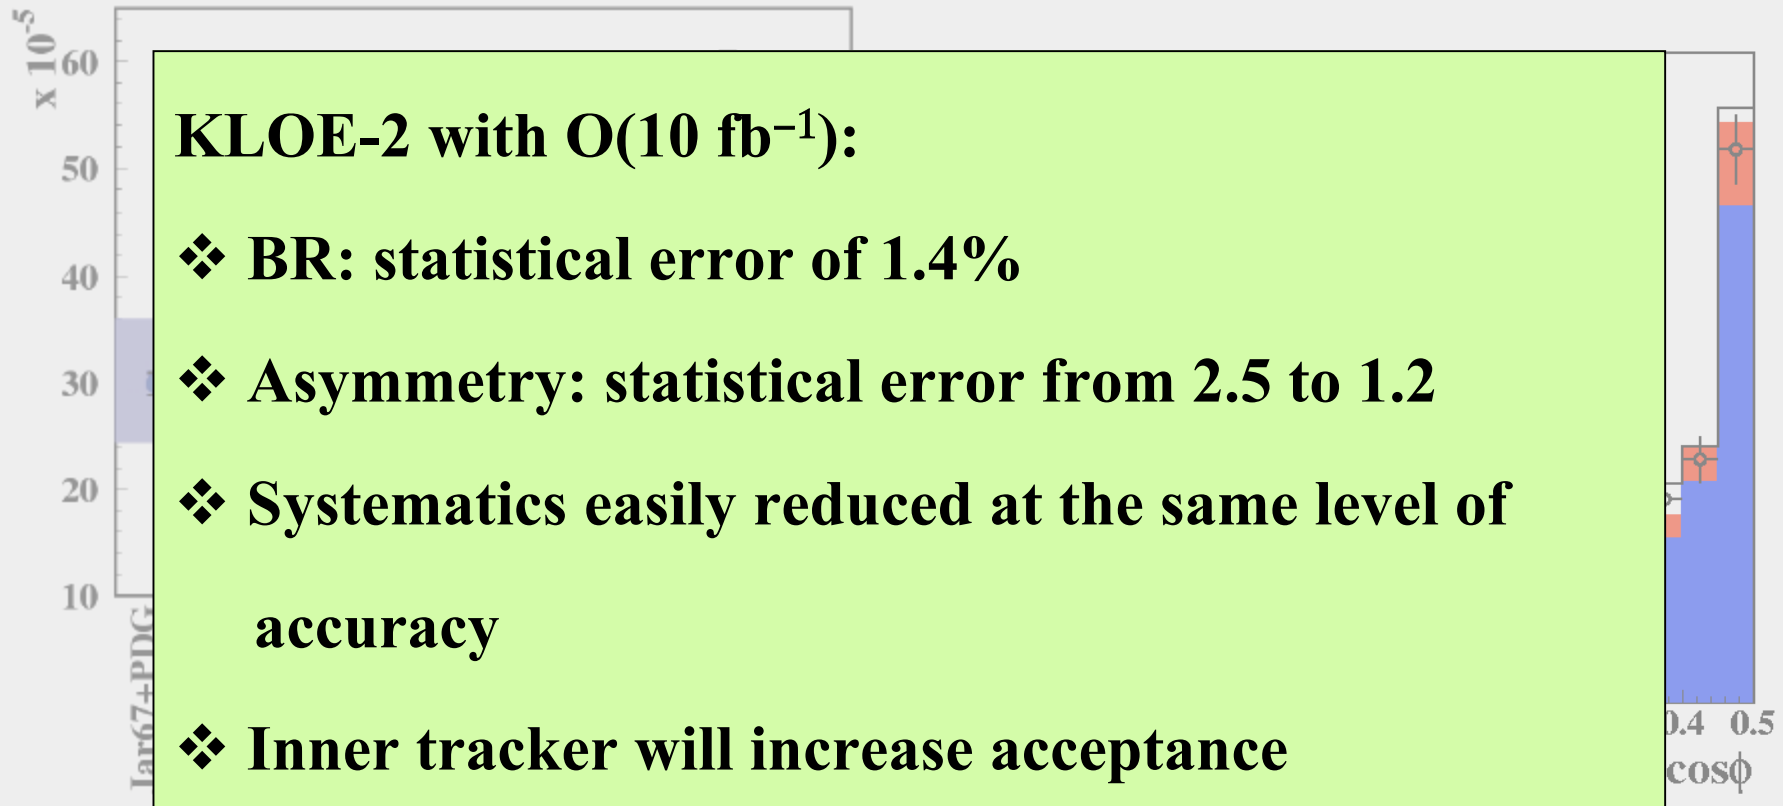 x 10-5
60
50
40
30
20
10
KLOE-2 with O(10 fb−1):
❖ BR: statistical error of 1.4%
❖ Asymmetry: statistical error from 2.5 to 1.2
❖ Systematics easily reduced at the same level of
accuracy
❖ Inner tracker will increase acceptance
Jar67+PDG
0.4 0.5
cosϕ